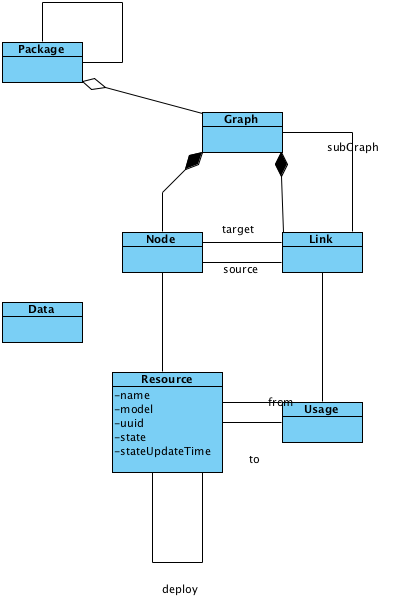 Package
Graph
subGraph
target
Node
Link
source
Data
Resource
-name
-model
-uuid
-state
-stateUpdateTime
from
Usage
to
deploy